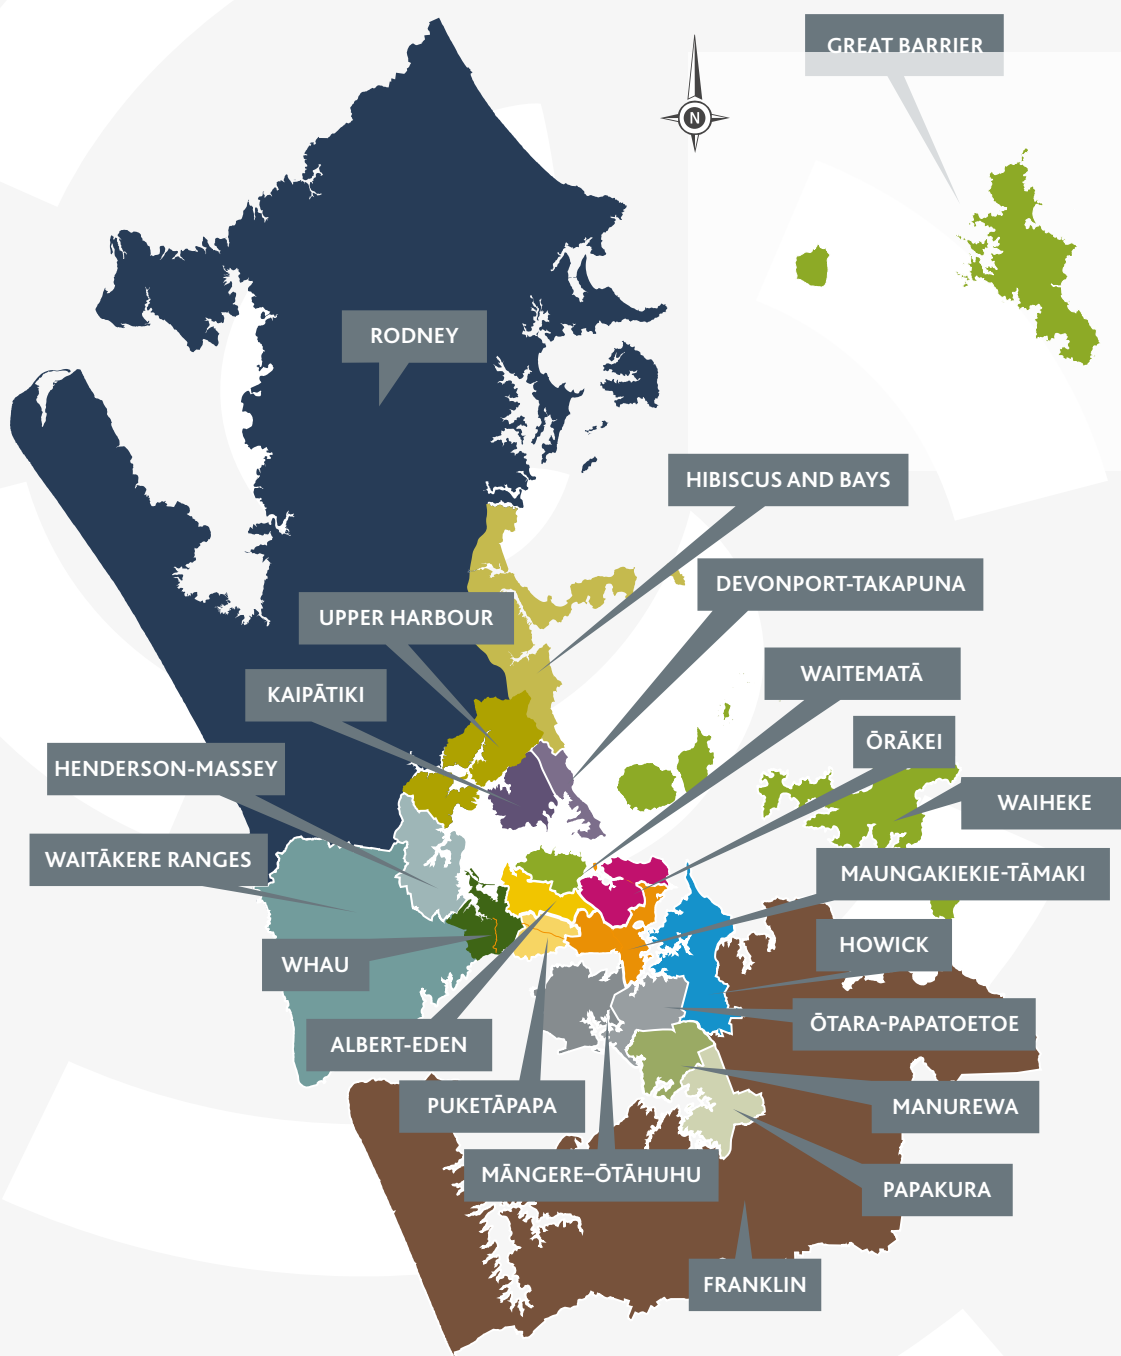 GREAT BARRIER
N
RODNEY
HIBISCUS AND BAYS
DEVONPORT-TAKAPUNA
UPPER HARBOUR
WAITEMATĀ
KAIPĀTIKI
ŌRĀKEI
HENDERSON-MASSEY
WAIHEKE
WAITĀKERE RANGES
MAUNGAKIEKIE-TĀMAKI
HOWICK
WHAU
ŌTARA-PAPATOETOE
ALBERT-EDEN
PUKETĀPAPA
MANUREWA
MĀNGERE–ŌTĀHUHU
PAPAKURA
FRANKLIN